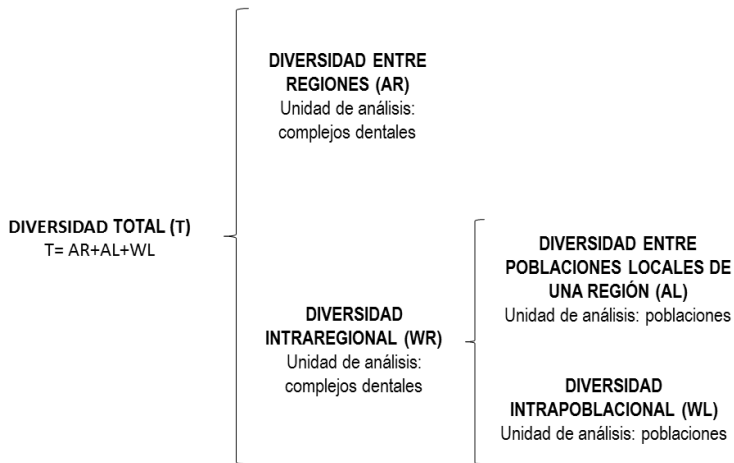 DIVERSIDAD ENTRE
REGIONES (AR)
Unidad de análisis:
complejos dentales
DIVERSIDAD TOTAL (T)
T= AR+AL+WL
DIVERSIDAD
INTRAREGIONAL (WR)
Unidad de análisis:
complejos dentales
DIVERSIDAD ENTRE
POBLACIONES LOCALES DE
UNA REGIÓN (AL)
Unidad de análisis: poblaciones
DIVERSIDAD
INTRAPOBLACIONAL (WL)
Unidad de análisis: poblaciones